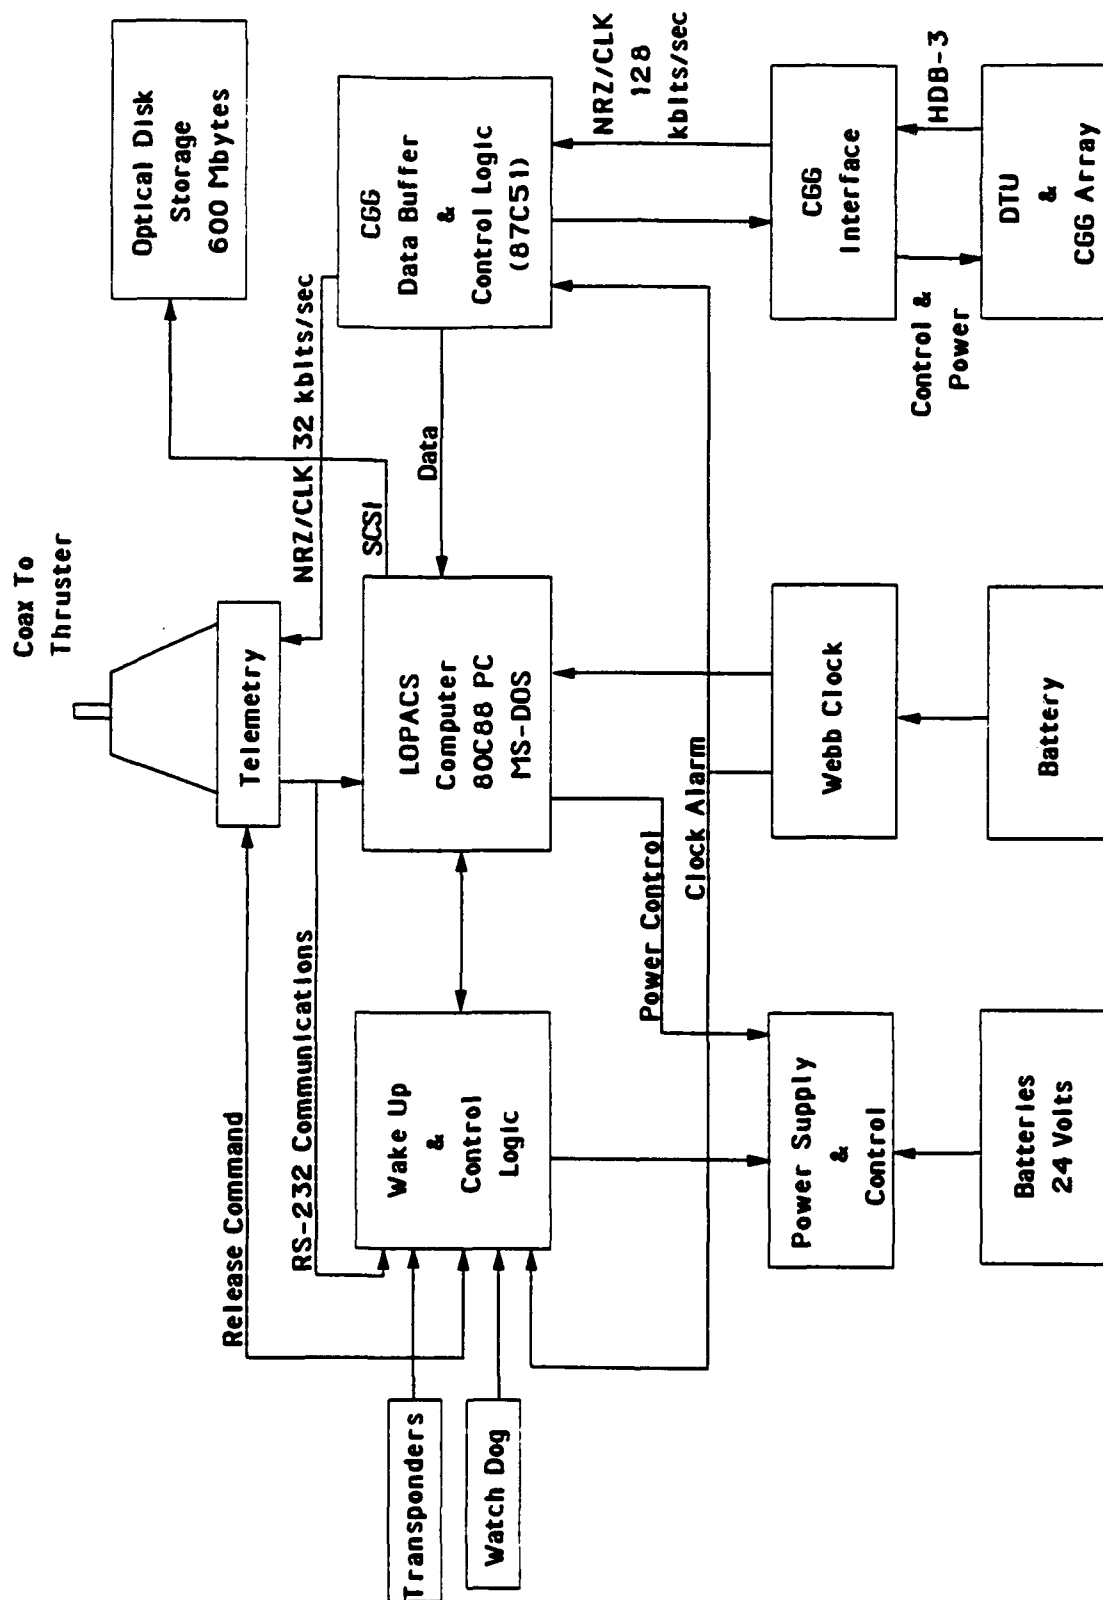 Coax To
Thruster
Optical Disk
Storage
600 Mbytes
Telemetry
Release Command
RS-232 Communications
NRZ/CLK 32 kbits/sec
SCSI
Transponders
Watch Dog
Wake Up
&
Control
Logic
LOPACS
Computer
80C88 PC
MS-DOS
Data
CGG
Data Buffer
&
Control Logic
(87C51)
Power Control
Clock Alarm
NRZ/CLK
128
kbits/sec
Power Supply
&
Control
Webb Clock
CGG
Interface
Control &
Power
HDB-3
Batteries
24 Volts
Battery
DTU
&
CGG Array